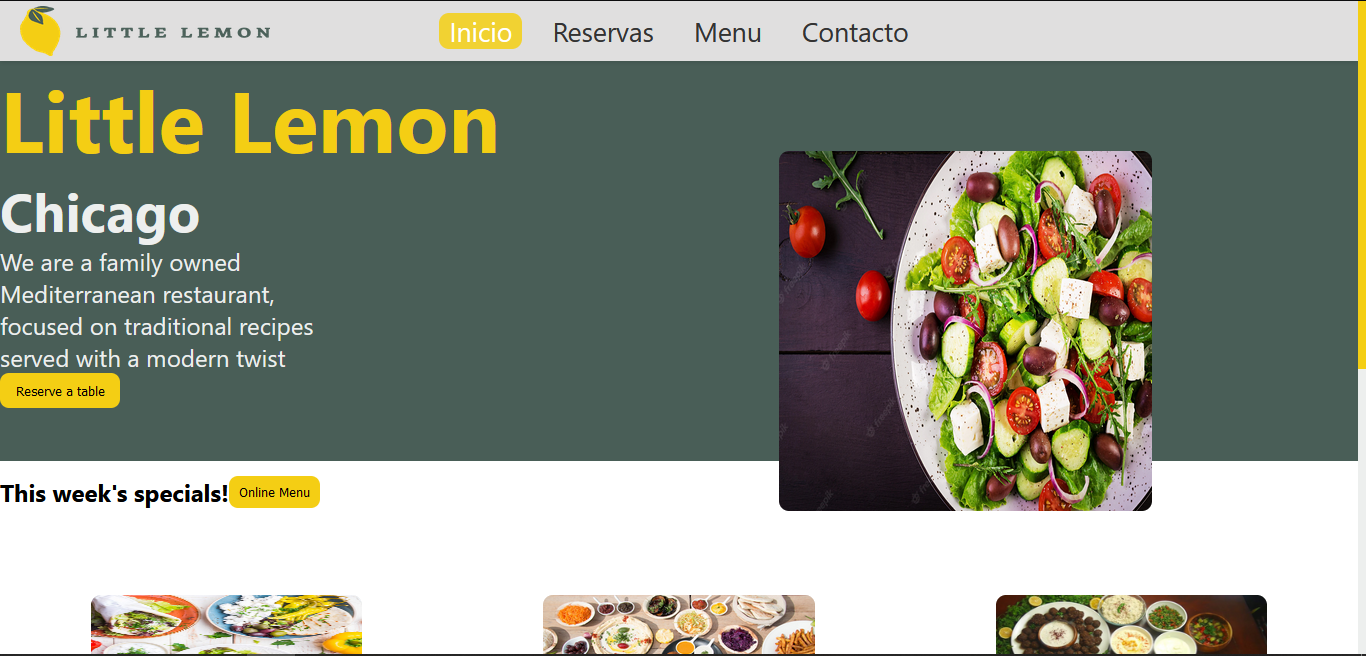 LITTLE LEMON
Inicio Reservas Menu Contacto
Little Lemon
Chicago
We are a family owned
Mediterranean restaurant,
focused on traditional recipes
served with a modern twist
Reserve a table
This week's specials! Online Menu